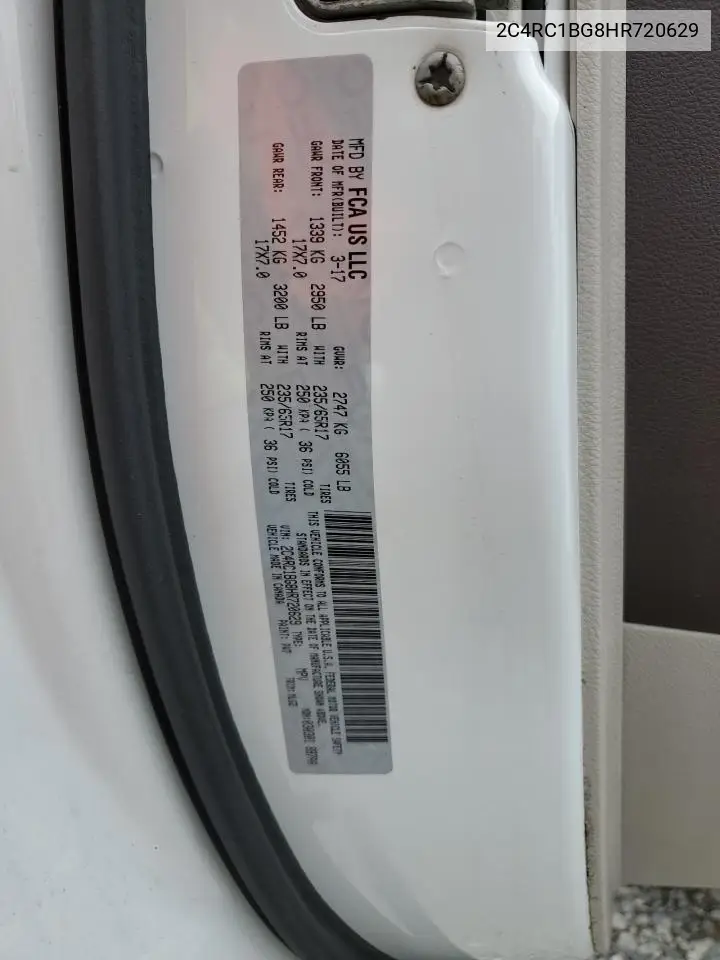 2C4RC1BG8HR720629
MFD BY FCA US LLC
DATE OF MFR(BUILT): 3-17 GVWR: 2747 KG 6055 LB
GAWR FRONT: 1339 KG 2950 LB WITH 235/65R17 TIRES
17X7.0 RIMS AT 250 KPA ( 36 PSI) COLD
GAWR REAR: 1452 KG 3200 LB WITH 235/65R17 TIRES
17X7.0 RIMS AT 250 KPA ( 36 PSI) COLD
THIS VEHICLE CONFORMS TO ALL APPLICABLE U.S.A. FEDERAL MOTOR VEHICLE SAFETY
STANDARDS IN EFFECT ON THE DATE OF MANUFACTURE SHOWN ABOVE.
VIN: 2C4RC1BG8HR720629 TYPE: MPV
VEHICLE MADE IN CANADA PAINT: PW7